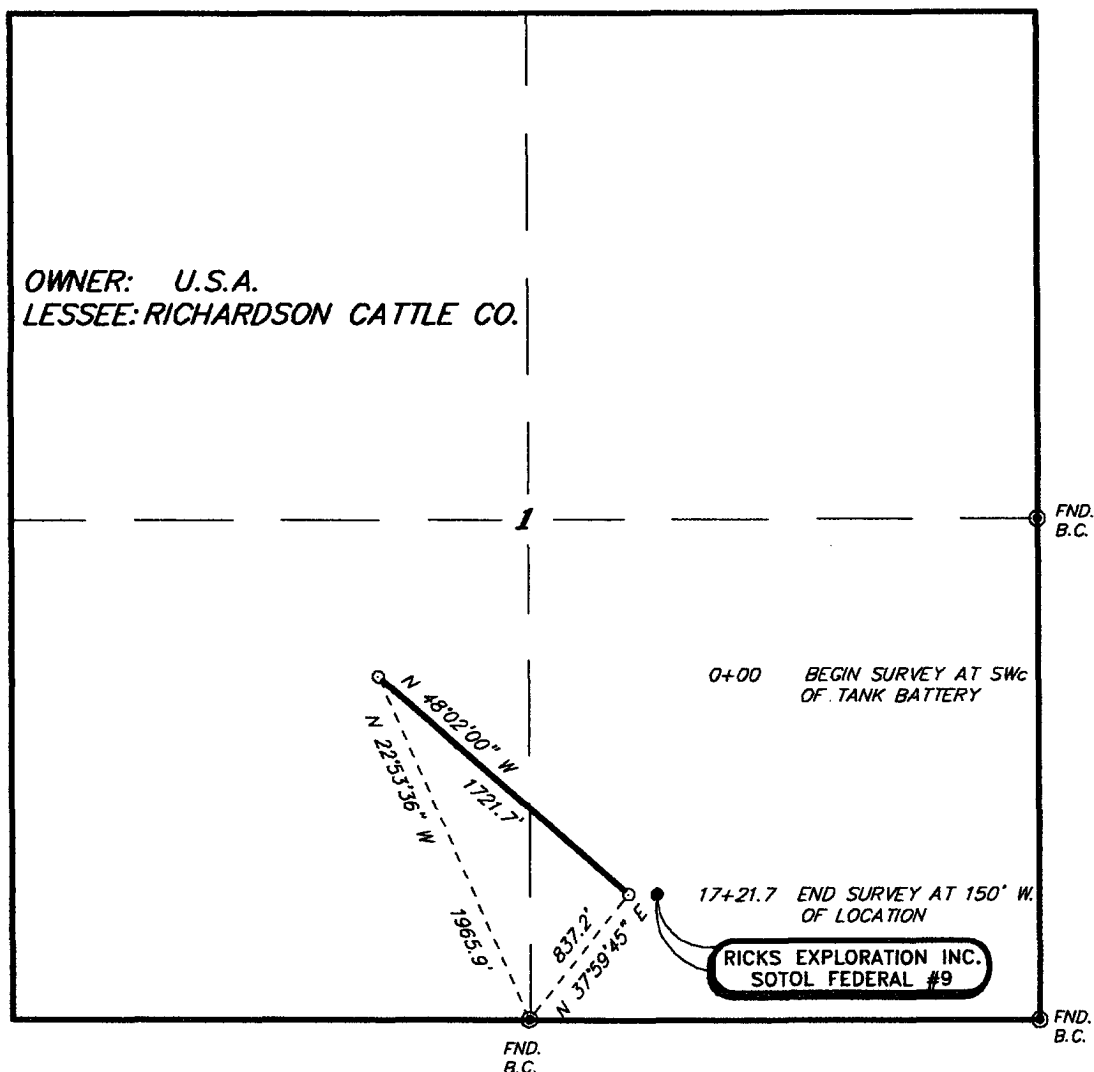 OWNER: U.S.A.
LESSEE: RICHARDSON CATTLE CO.
1
FND.
B.C.
0+00 BEGIN SURVEY AT SWc
OF TANK BATTERY
N 48°02'00" W
1721.7'
N 22°53'36" W
1965.9'
837.2'
N 37°59'45" E
17+21.7 END SURVEY AT 150' W.
OF LOCATION
RICKS EXPLORATION INC.
SOTOL FEDERAL #9
FND.
B.C.
FND.
B.C.